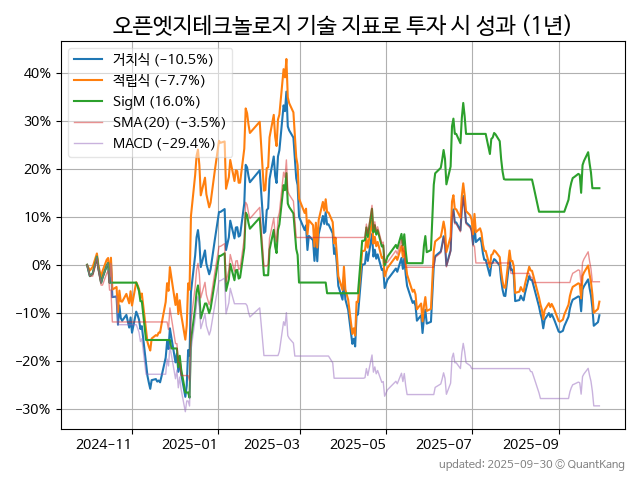 오픈엣지테크놀로지 기술 지표로 투자 시 성과 (1년)
거치식 (-10.5%)
적립식 (-7.7%)
SigM (16.0%)
SMA(20) (-3.5%)
MACD (-29.4%)
40%
30%
20%
10%
0%
-10%
-20%
-30%
2024-11
2025-01
2025-03
2025-05
2025-07
2025-09
updated: 2025-09-30 © QuantKang